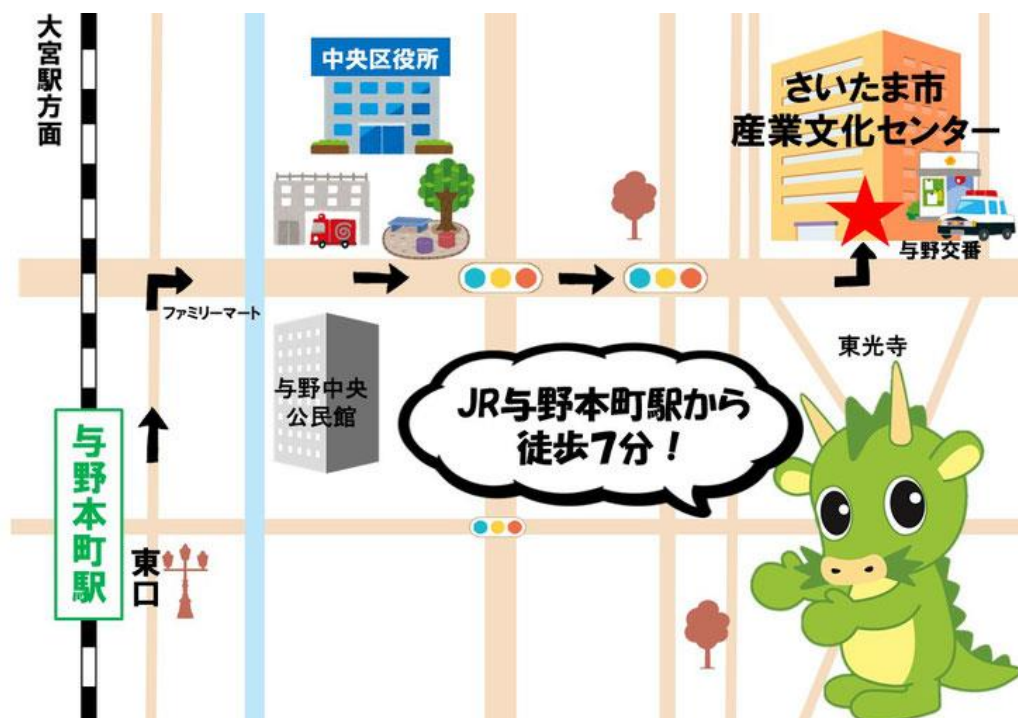 大宮駅方面
中央区役所
さいたま市
産業文化センター
与野交番
ファミリーマート
与野中央
公民館
東光寺
JR与野本町駅から
徒歩7分！
与野本町駅
東口